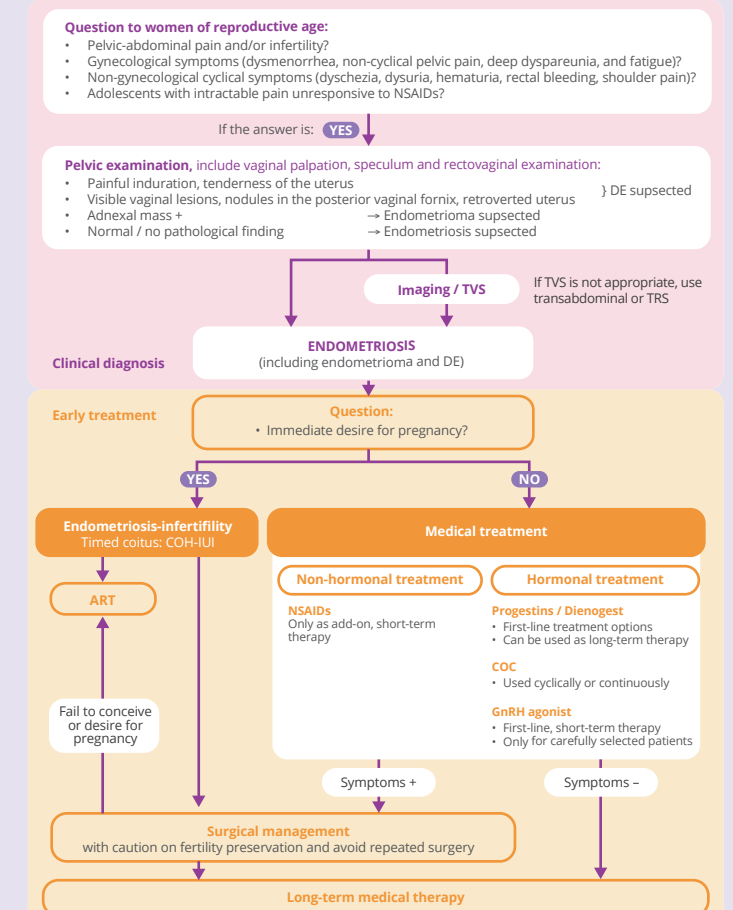 Question to women of reproductive age:
• Pelvic-abdominal pain and/or infertility?
• Gynecological symptoms (dysmenorrhea, non-cyclical pelvic pain, deep dyspareunia, and fatigue)?
• Non-gynecological cyclical symptoms (dyschezia, dysuria, hematuria, rectal bleeding, shoulder pain)?
• Adolescents with intractable pain unresponsive to NSAIDs?
If the answer is: YES
Pelvic examination, include vaginal palpation, speculum and rectovaginal examination:
• Painful induration, tenderness of the uterus
• Visible vaginal lesions, nodules in the posterior vaginal fornix, retroverted uterus
} DE supsected
• Adnexal mass + → Endometrioma supsected
• Normal / no pathological finding → Endometriosis supsected
Imaging / TVS
If TVS is not appropriate, use
transabdominal or TRS
ENDOMETRIOSIS
(including endometrioma and DE)
Clinical diagnosis
Early treatment
Question:
• Immediate desire for pregnancy?
YES
NO
Endometriosis-infertifility
Timed coitus: COH-IUI
Medical treatment
ART
Non-hormonal treatment
NSAIDs
Only as add-on, short-term
therapy
Hormonal treatment
Progestins / Dienogest
• First-line treatment options
• Can be used as long-term therapy
COC
• Used cyclically or continuously
GnRH agonist
• First-line, short-term therapy
• Only for carefully selected patients
Fail to conceive
or desire for
pregnancy
Symptoms +
Symptoms –
Surgical management
with caution on fertility preservation and avoid repeated surgery
Long-term medical therapy